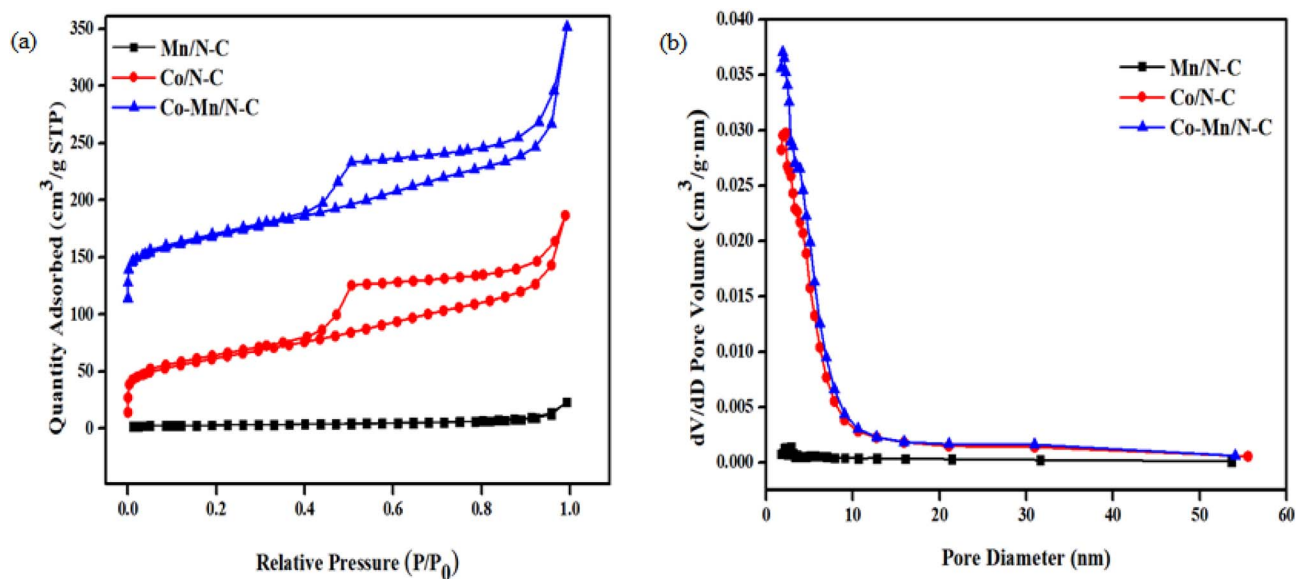 (a)
Quantity Adsorbed (cm³/g STP)
350
300
250
200
150
100
50
0
Mn/N-C
Co/N-C
Co-Mn/N-C
0.0 0.2 0.4 0.6 0.8 1.0
Relative Pressure (P/P₀)
(b)
dV/dD Pore Volume (cm³/g·nm)
0.040
0.035
0.030
0.025
0.020
0.015
0.010
0.005
0.000
Mn/N-C
Co/N-C
Co-Mn/N-C
0 10 20 30 40 50 60
Pore Diameter (nm)